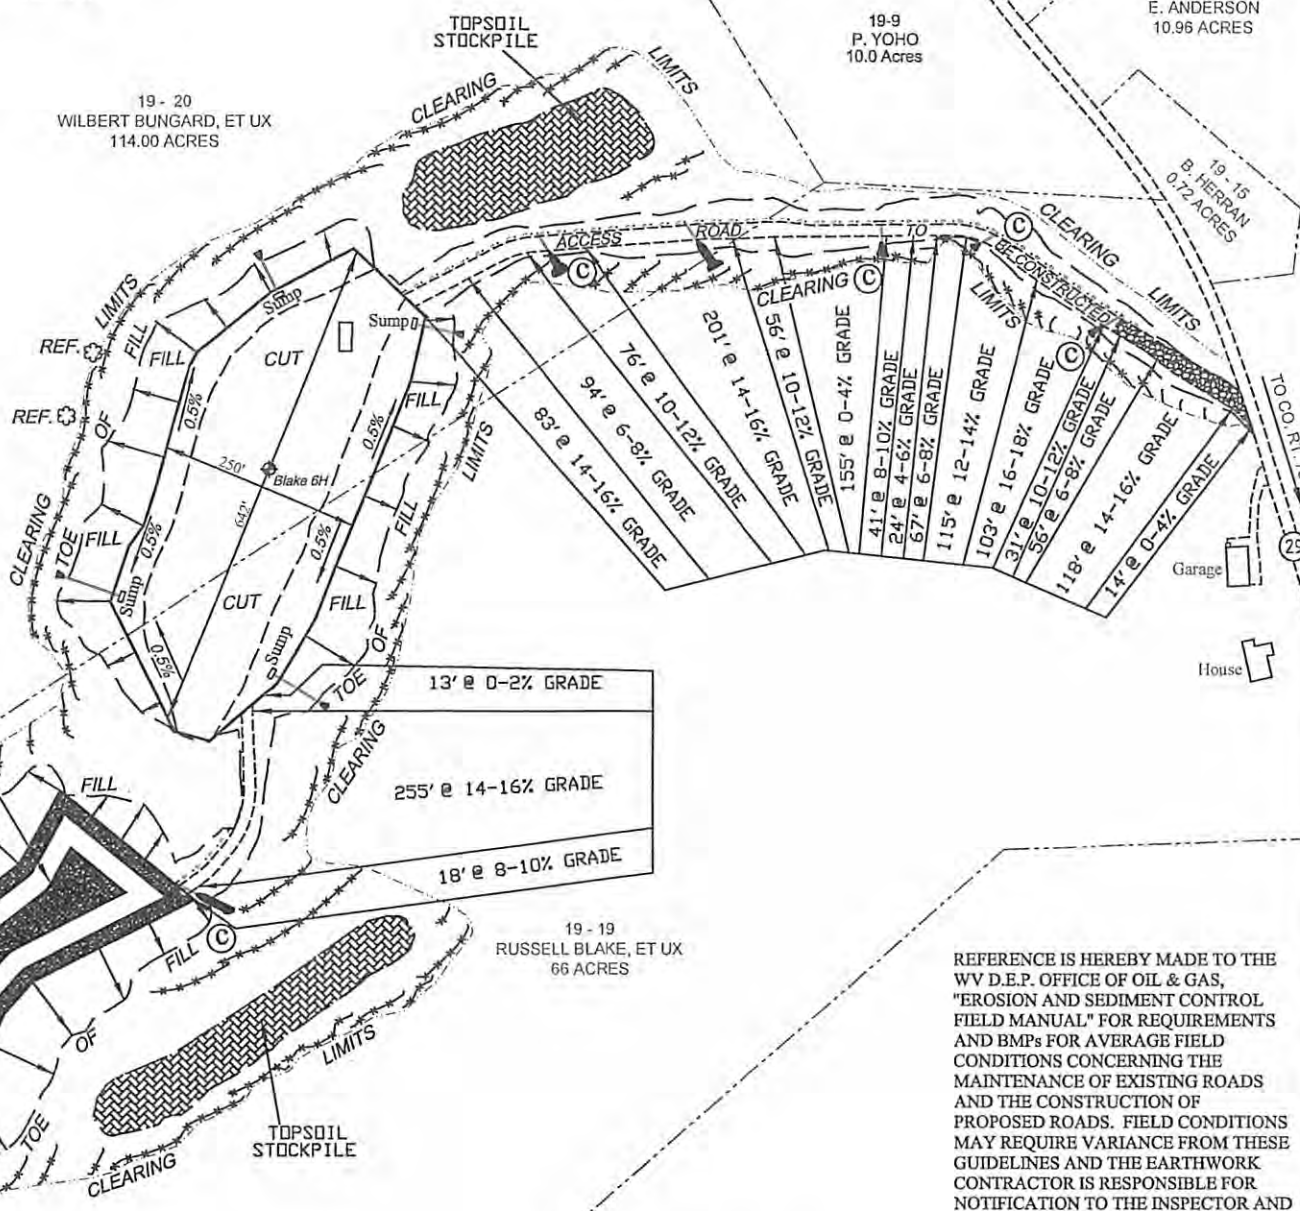 TOPSOIL
STOCKPILE
19-9
P. YOHO
10.0 Acres
E. ANDERSON
10.96 ACRES
19 - 20
WILBERT BUNGARD, ET UX
114.00 ACRES
CLEARING
LIMITS
19 - 15
B. HERRAN
0.72 ACRES
ACCESS
ROAD
TO
BE CONSTRUCTED
C
C
C
C
CLEARING
LIMITS
CLEARING
LIMITS
LIMITS
FILL
FILL
Sump
Sump
CUT
REF.
REF.
OF
0.5%
0.5%
FILL
LIMITS
FILL
250'
642'
Blake 6H
CLEARING
TOE
FILL
0.5%
0.5%
Sump
CUT
FILL
0.5%
Sump
TOE
OF
CLEARING
83' @ 14-16% GRADE
94' @ 6-8% GRADE
76' @ 10-12% GRADE
201' @ 14-16% GRADE
56' @ 10-12% GRADE
155' @ 0-4% GRADE
41' @ 8-10% GRADE
24' @ 4-6% GRADE
67' @ 6-8% GRADE
115' @ 12-14% GRADE
103' @ 16-18% GRADE
31' @ 10-12% GRADE
56' @ 6-8% GRADE
118' @ 14-16% GRADE
14' @ 0-4% GRADE
TO CO. RT.
29
Garage
House
13' @ 0-2% GRADE
255' @ 14-16% GRADE
18' @ 8-10% GRADE
FILL
FILL
C
OF
TOE
19 - 19
RUSSELL BLAKE, ET UX
66 ACRES
LIMITS
TOPSOIL
STOCKPILE
CLEARING
REFERENCE IS HEREBY MADE TO THE
WV D.E.P. OFFICE OF OIL & GAS,
"EROSION AND SEDIMENT CONTROL
FIELD MANUAL" FOR REQUIREMENTS
AND BMPs FOR AVERAGE FIELD
CONDITIONS CONCERNING THE
MAINTENANCE OF EXISTING ROADS
AND THE CONSTRUCTION OF
PROPOSED ROADS. FIELD CONDITIONS
MAY REQUIRE VARIANCE FROM THESE
GUIDELINES AND THE EARTHWORK
CONTRACTOR IS RESPONSIBLE FOR
NOTIFICATION TO THE INSPECTOR AND